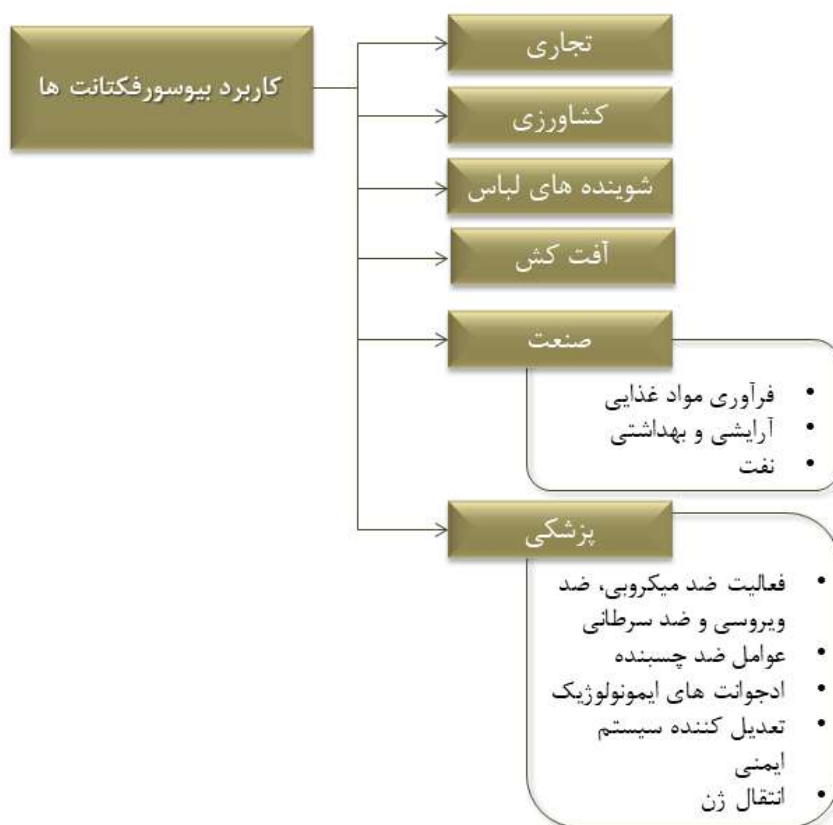 کاربرد بیوسورفکتانت ها
تجاری
کشاورزی
شوینده های لباس
آفت کش
صنعت
• فرآوری مواد غذایی
• آرایشی و بهداشتی
• نفت
پزشکی
• فعالیت ضد میکروبی، ضد
ویروسی و ضد سرطانی
• عوامل ضد چسبنده
• ادجوانت های ایمونولوژیک
• تعدیل کننده سیستم
ایمنی
• انتقال ژن